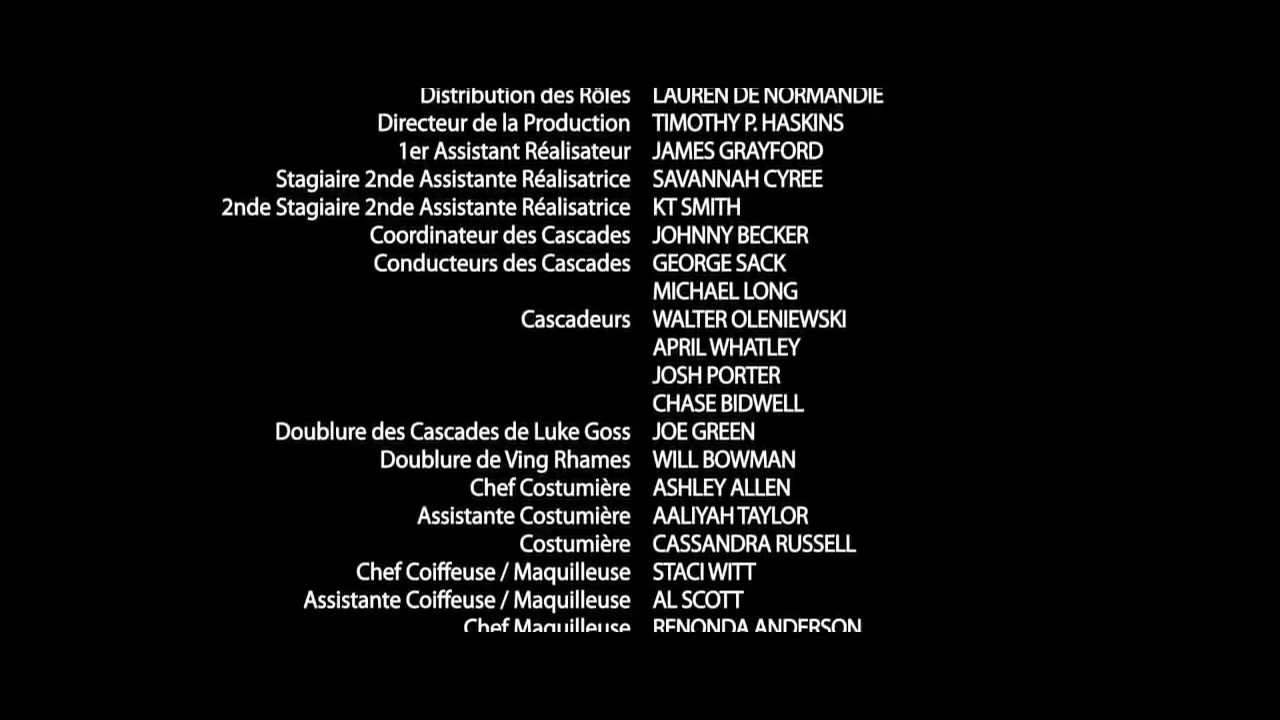 Distribution des Rôles LAUREN DE NORMANDIE
Directeur de la Production TIMOTHY P. HASKINS
1er Assistant Réalisateur JAMES GRAYFORD
Stagiaire 2nde Assistante Réalisatrice SAVANNAH CYREE
2nde Stagiaire 2nde Assistante Réalisatrice KT SMITH
Coordinateur des Cascades JOHNNY BECKER
Conducteurs des Cascades GEORGE SACK
MICHAEL LONG
Cascadeurs WALTER OLENIEWSKI
APRIL WHATLEY
JOSH PORTER
CHASE BIDWELL
Doublure des Cascades de Luke Goss JOE GREEN
Doublure de Ving Rhames WILL BOWMAN
Chef Costumière ASHLEY ALLEN
Assistante Costumière AALIYAH TAYLOR
Costumière CASSANDRA RUSSELL
Chef Coiffeuse / Maquilleuse STACI WITT
Assistante Coiffeuse / Maquilleuse AL SCOTT
Chef Maquilleuse RENONDA ANDERSON